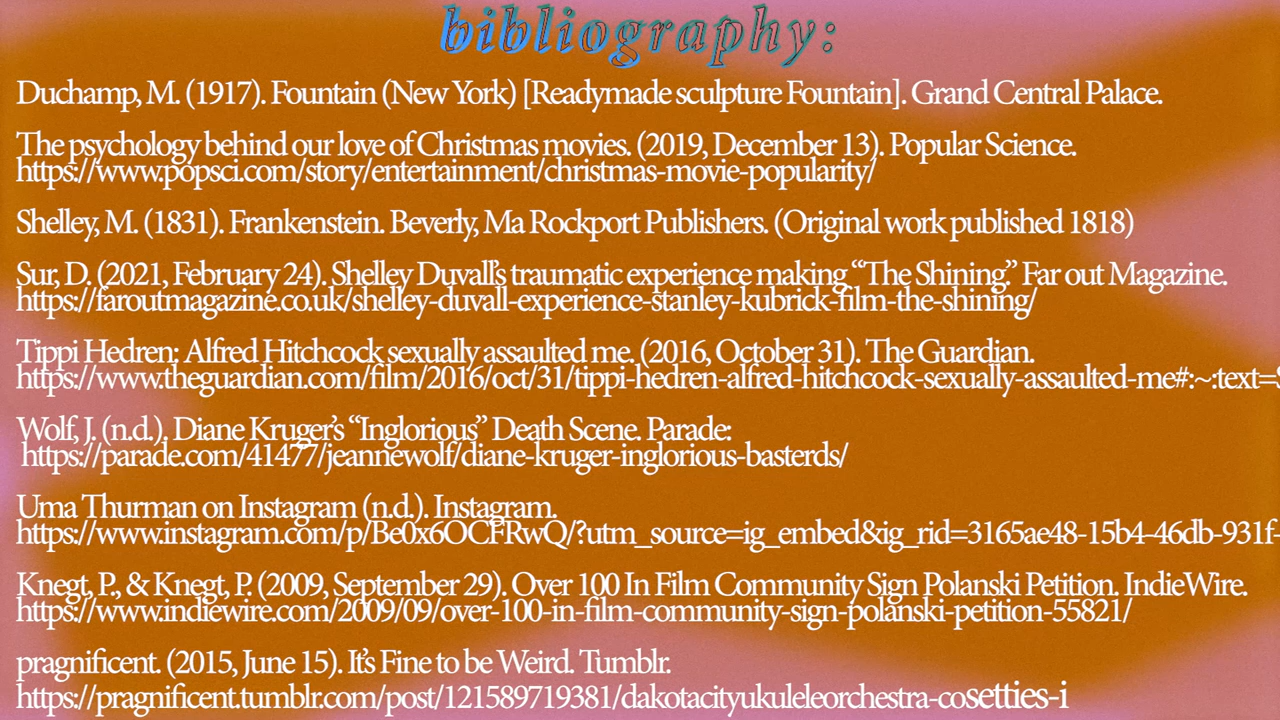 bibliography:
Duchamp, M. (1917). Fountain (New York) [Readymade sculpture Fountain]. Grand Central Palace.
The psychology behind our love of Christmas movies. (2019, December 13). Popular Science.
https://www.popsci.com/story/entertainment/christmas-movie-popularity/
Shelley, M. (1831). Frankenstein. Beverly, Ma Rockport Publishers. (Original work published 1818)
Sur, D. (2021, February 24). Shelley Duvall’s traumatic experience making “The Shining.” Far out Magazine.
https://faroutmagazine.co.uk/shelley-duvall-experience-stanley-kubrick-film-the-shining/
Tippi Hedren: Alfred Hitchcock sexually assaulted me. (2016, October 31). The Guardian.
https://www.theguardian.com/film/2016/oct/31/tippi-hedren-alfred-hitchcock-sexually-assaulted-me#:~:text=S
Wolf, J. (n.d.). Diane Kruger’s “Inglorious” Death Scene. Parade:
https://parade.com/41477/jeannewolf/diane-kruger-inglorious-basterds/
Uma Thurman on Instagram (n.d.). Instagram.
https://www.instagram.com/p/Be0x6OCFRwQ/?utm_source=ig_embed&ig_rid=3165ae48-15b4-46db-931f-
Knegt, P., & Knegt, P. (2009, September 29). Over 100 In Film Community Sign Polanski Petition. IndieWire.
https://www.indiewire.com/2009/09/over-100-in-film-community-sign-polanski-petition-55821/
pragnificent. (2015, June 15). It’s Fine to be Weird. Tumblr.
https://pragnificent.tumblr.com/post/121589719381/dakotacityukuleleorchestra-cosetties-i